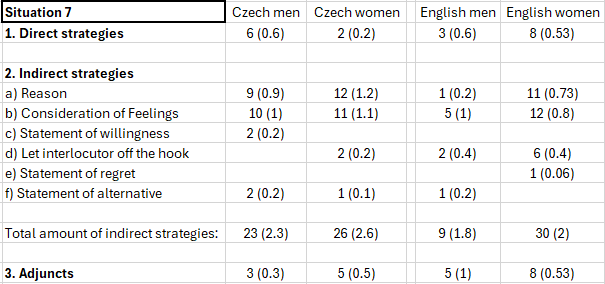 Situation 7 Czech men Czech women English men English women
1. Direct strategies 6 (0.6) 2 (0.2) 3 (0.6) 8 (0.53)
2. Indirect strategies
a) Reason 9 (0.9) 12 (1.2) 1 (0.2) 11 (0.73)
b) Consideration of Feelings 10 (1) 11 (1.1) 5 (1) 12 (0.8)
c) Statement of willingness 2 (0.2)
d) Let interlocutor off the hook 2 (0.2) 2 (0.4) 6 (0.4)
e) Statement of regret 1 (0.06)
f) Statement of alternative 2 (0.2) 1 (0.1) 1 (0.2)
Total amount of indirect strategies: 23 (2.3) 26 (2.6) 9 (1.8) 30 (2)
3. Adjuncts 3 (0.3) 5 (0.5) 5 (1) 8 (0.53)